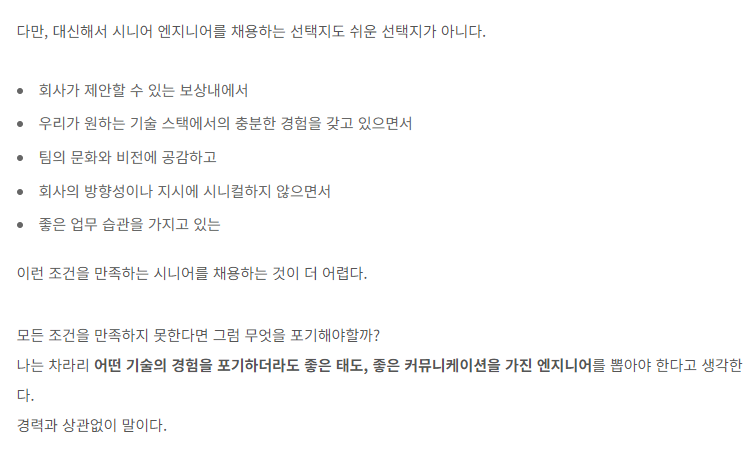 다만, 대신해서 시니어 엔지니어를 채용하는 선택지도 쉬운 선택지가 아니다.
• 회사가 제안할 수 있는 보상내에서
• 우리가 원하는 기술 스택에서의 충분한 경험을 갖고 있으면서
• 팀의 문화와 비전에 공감하고
• 회사의 방향성이나 지시에 시니컬하지 않으면서
• 좋은 업무 습관을 가지고 있는
이런 조건을 만족하는 시니어를 채용하는 것이 더 어렵다.
모든 조건을 만족하지 못한다면 그럼 무엇을 포기해야할까?
나는 차라리 어떤 기술의 경험을 포기하더라도 좋은 태도, 좋은 커뮤니케이션을 가진 엔지니어를 뽑아야 한다고 생각한
다.
경력과 상관없이 말이다.